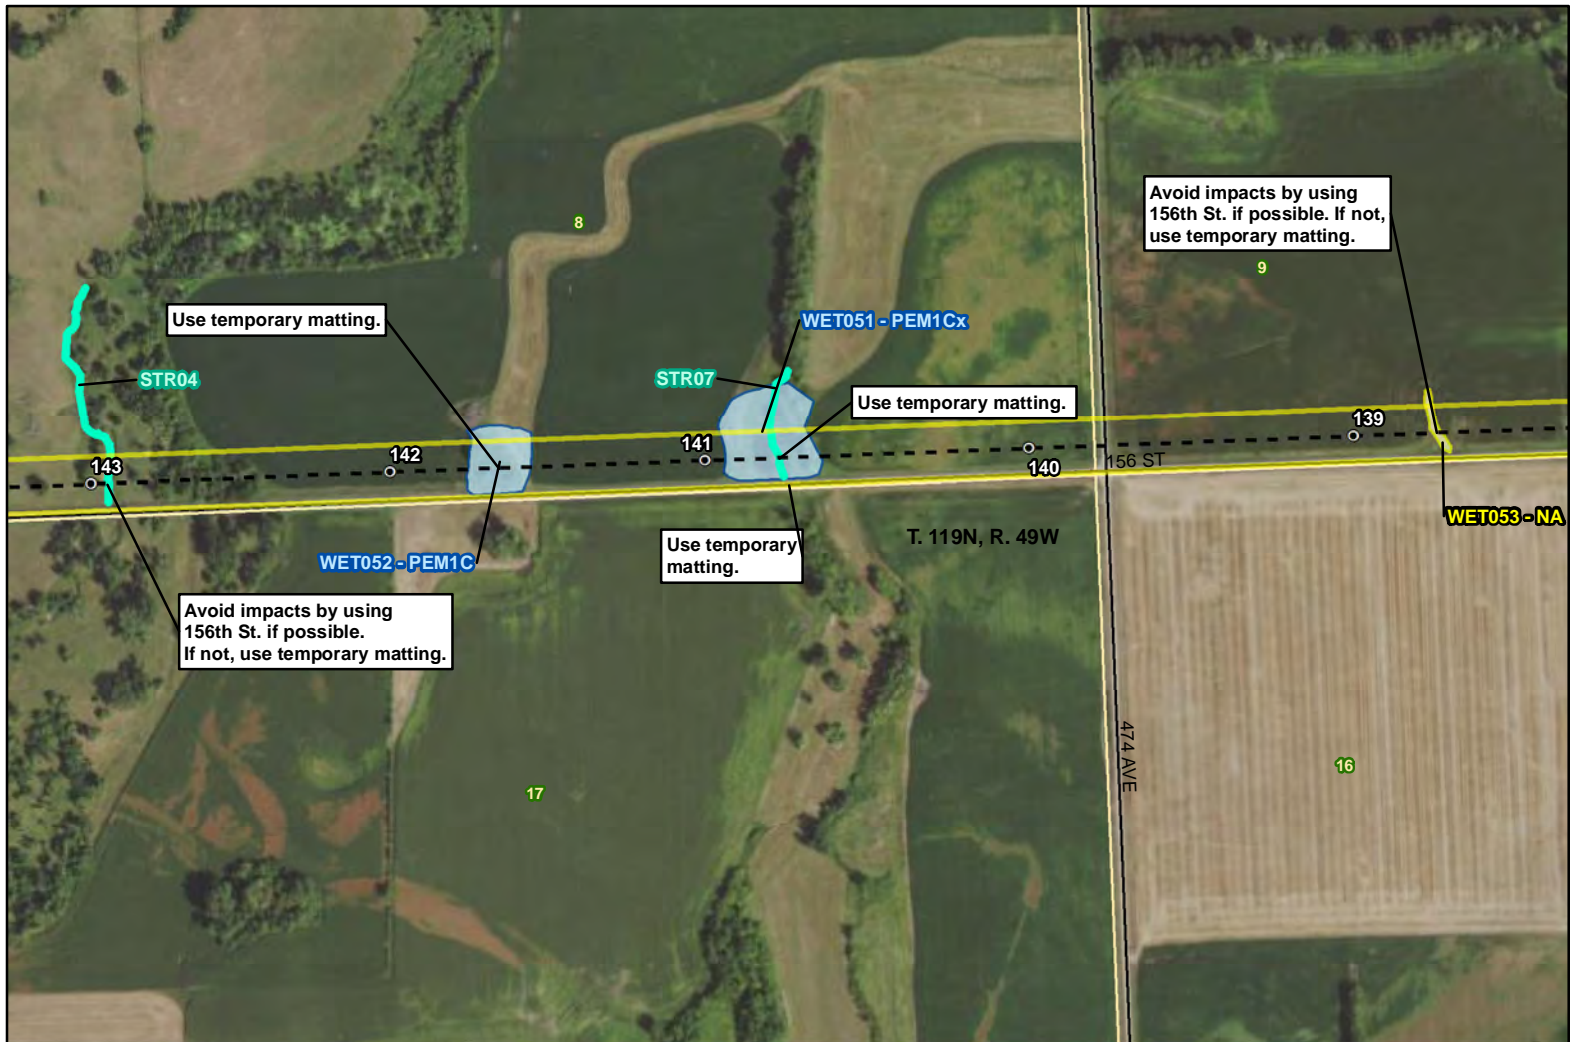 Avoid impacts by using
156th St. if possible. If not,
use temporary matting.
8
9
Use temporary matting.
WET051 - PEM1Cx
STR04
STR07
Use temporary matting.
139
141
142
143
140
156 ST
WET053 - NA
T. 119N, R. 49W
Use temporary
matting.
WET052 - PEM1C
Avoid impacts by using
156th St. if possible.
If not, use temporary matting.
474 AVE
16
17